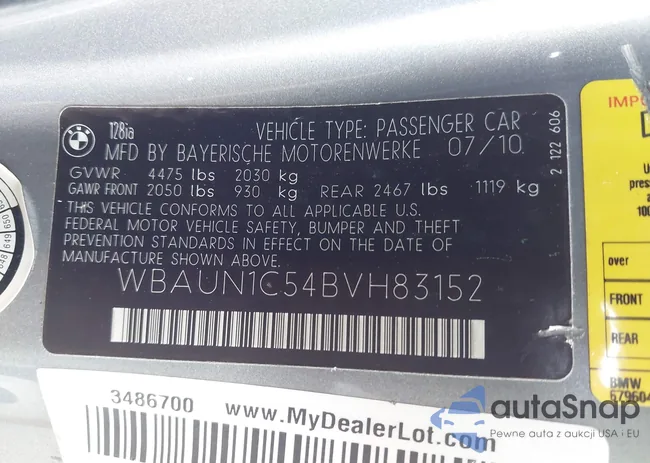 128ia VEHICLE TYPE: PASSENGER CAR
MFD BY BAYERISCHE MOTORENWERKE 07/10
GVWR 4475 lbs 2030 kg
GAWR FRONT 2050 lbs 930 kg REAR 2467 lbs 1119 kg
THIS VEHICLE CONFORMS TO ALL APPLICABLE U.S.
FEDERAL MOTOR VEHICLE SAFETY, BUMPER AND THEFT
PREVENTION STANDARDS IN EFFECT ON THE DATE OF
MANUFACTURE SHOWN ABOVE.
WBAUN1C54BVH83152
2 122 606
3486700 www.MyDealerLot.com
over
FRONT
REAR
BMW
autoSnap
Pewne auta z aukcji USA i EU